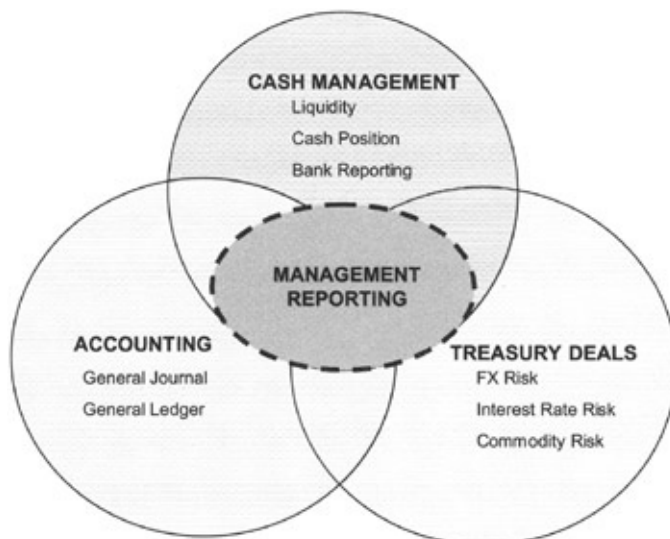 CASH MANAGEMENT
Liquidity
Cash Position
Bank Reporting
MANAGEMENT
REPORTING
ACCOUNTING
General Journal
General Ledger
TREASURY DEALS
FX Risk
Interest Rate Risk
Commodity Risk